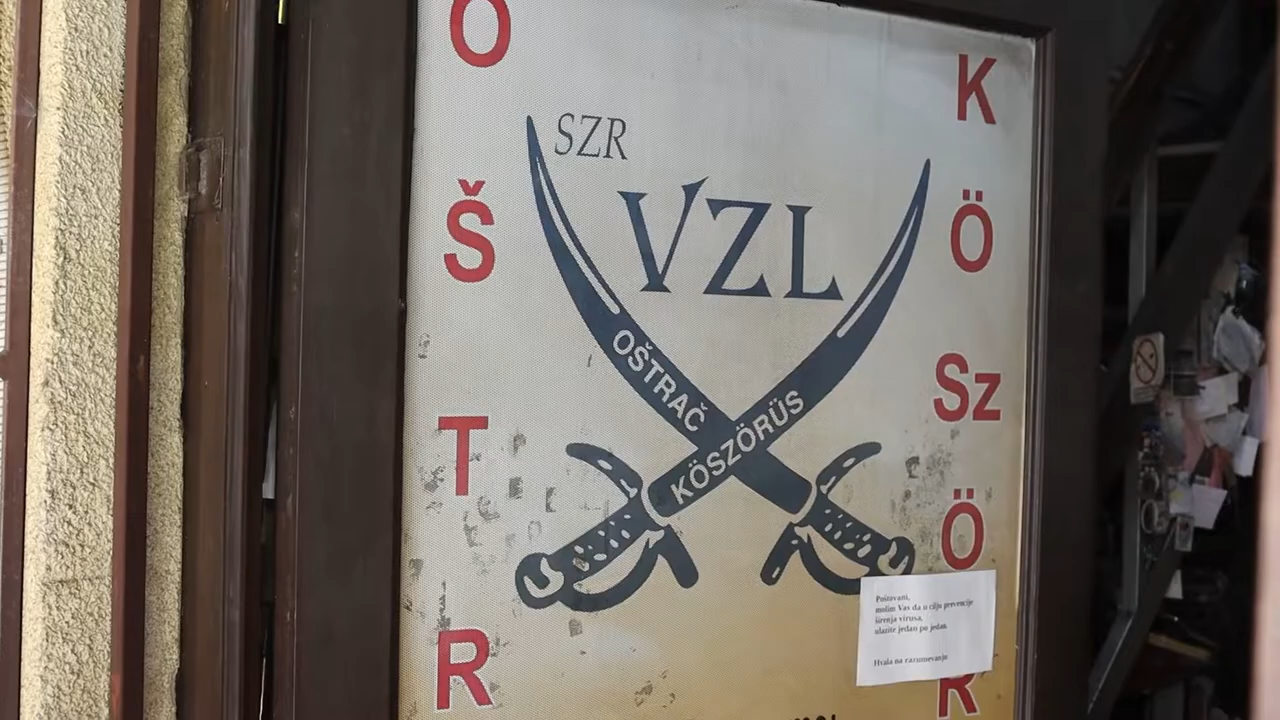 O
Š
T
R
SZR
VZL
OŠTRAČ
KÖSZÖRÜS
K
Ö
Sz
Ö
R
Poštovani,
molim Vas da u cilju prevencije
širenja virusa,
ulazite jedan po jedan.
Hvala na razumevanju